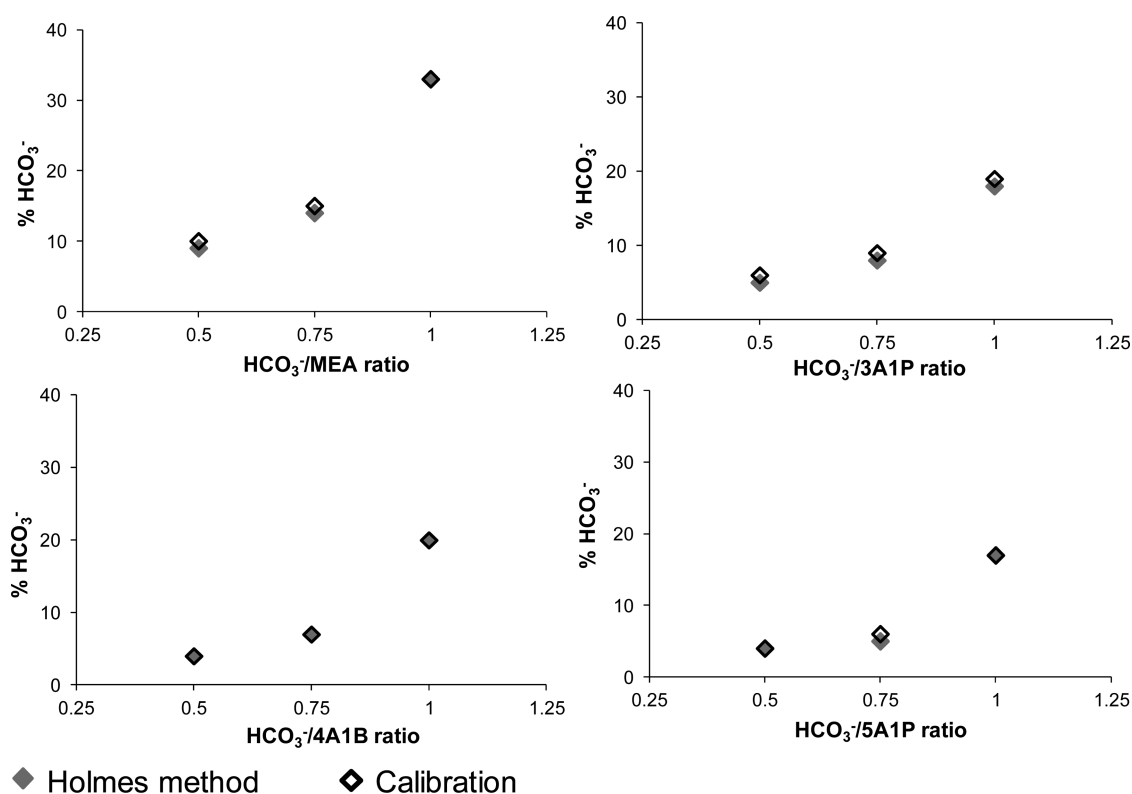 40
30
20
10
0
% HCO₃⁻
0.25 0.5 0.75 1 1.25
HCO₃⁻/MEA ratio
40
30
20
10
0
% HCO₃⁻
0.25 0.5 0.75 1 1.25
HCO₃⁻/3A1P ratio
40
30
20
10
0
% HCO₃⁻
0.25 0.5 0.75 1 1.25
HCO₃⁻/4A1B ratio
40
30
20
10
0
% HCO₃⁻
0.25 0.5 0.75 1 1.25
HCO₃⁻/5A1P ratio
Holmes method Calibration